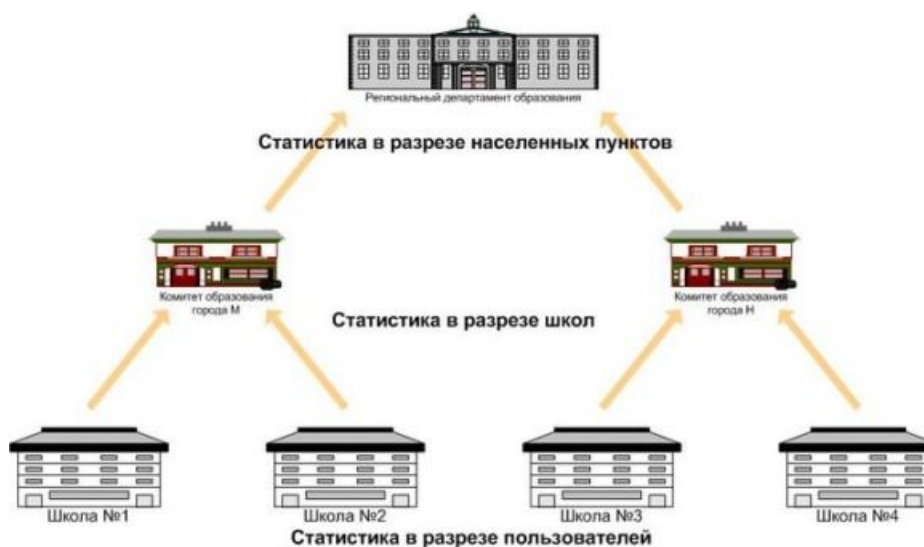 Региональный департамент образования
Статистика в разрезе населенных пунктов
Комитет образования
города М
Комитет образования
города Н
Статистика в разрезе школ
Школа №1
Школа №2
Школа №3
Школа №4
Статистика в разрезе пользователей